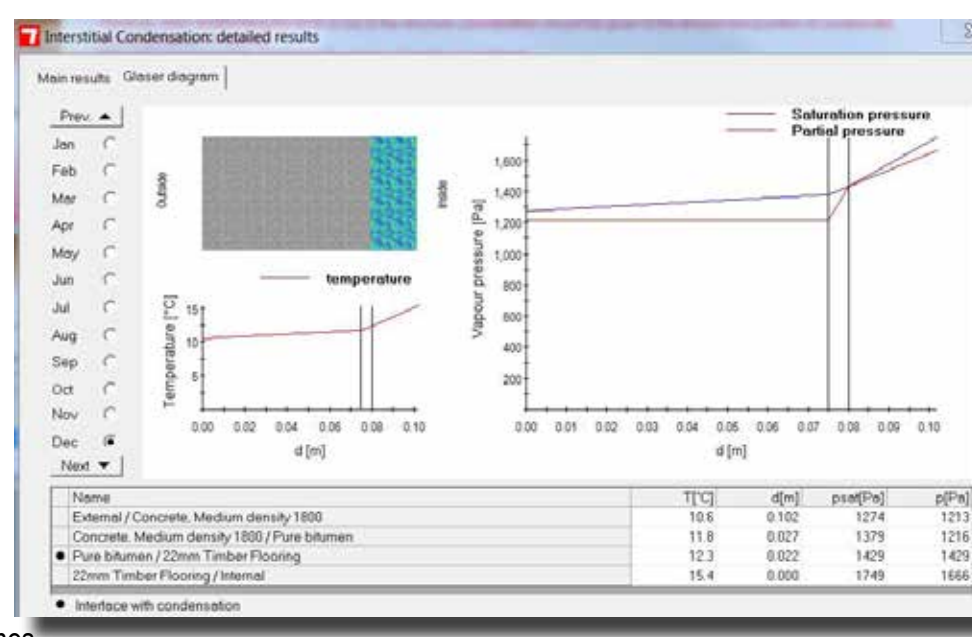 Interstitial Condensation: detailed results
Main results Glaser diagram
Prev.
Jan
Feb
Mar
Apr
May
Jun
Jul
Aug
Sep
Oct
Nov
Dec
Next
Outside
Inside
temperature
Temperature [°C]
15
10
5
0.00 0.02 0.04 0.06 0.08 0.10
d [m]
Saturation pressure
Partial pressure
Vapour pressure [Pa]
1,600
1,400
1,200
1,000
800
600
400
200
0.00 0.01 0.02 0.03 0.04 0.05 0.06 0.07 0.08 0.09 0.10
d [m]
Name T[°C] d[m] psat[Pa] p[Pa]
External / Concrete, Medium density 1800 10.6 0.102 1274 1213
Concrete, Medium density 1800 / Pure bitumen 11.8 0.027 1379 1216
● Pure bitumen / 22mm Timber Flooring 12.3 0.022 1429 1429
22mm Timber Flooring / Internal 15.4 0.000 1749 1666
● Interface with condensation